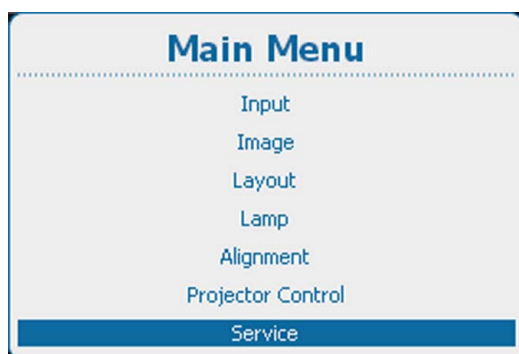 Main Menu
Input
Image
Layout
Lamp
Alignment
Projector Control
Service